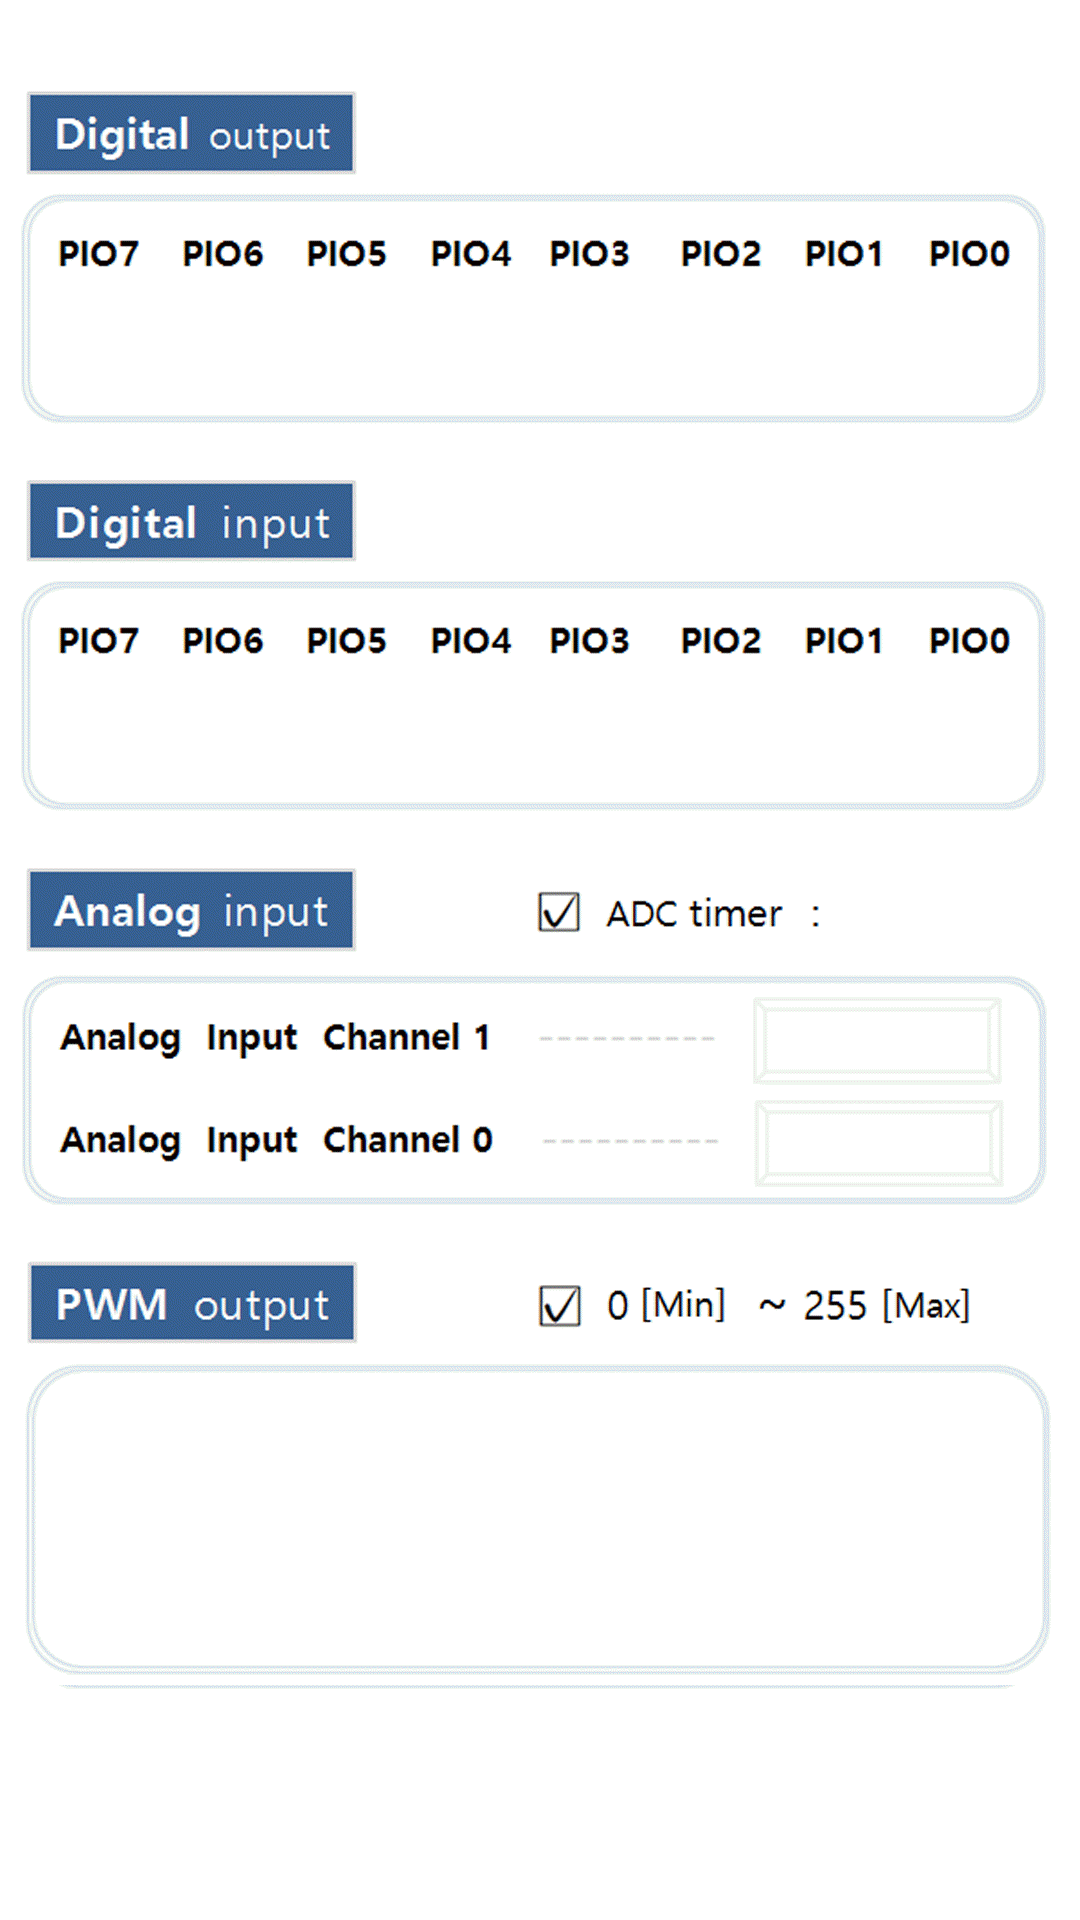 Digital output
PIO7 PIO6 PIO5 PIO4 PIO3 PIO2 PIO1 PIO0
Digital input
PIO7 PIO6 PIO5 PIO4 PIO3 PIO2 PIO1 PIO0
Analog input ADC timer :
Analog Input Channel 1 ----------
Analog Input Channel 0 ----------
PWM output 0 [Min] ~ 255 [Max]